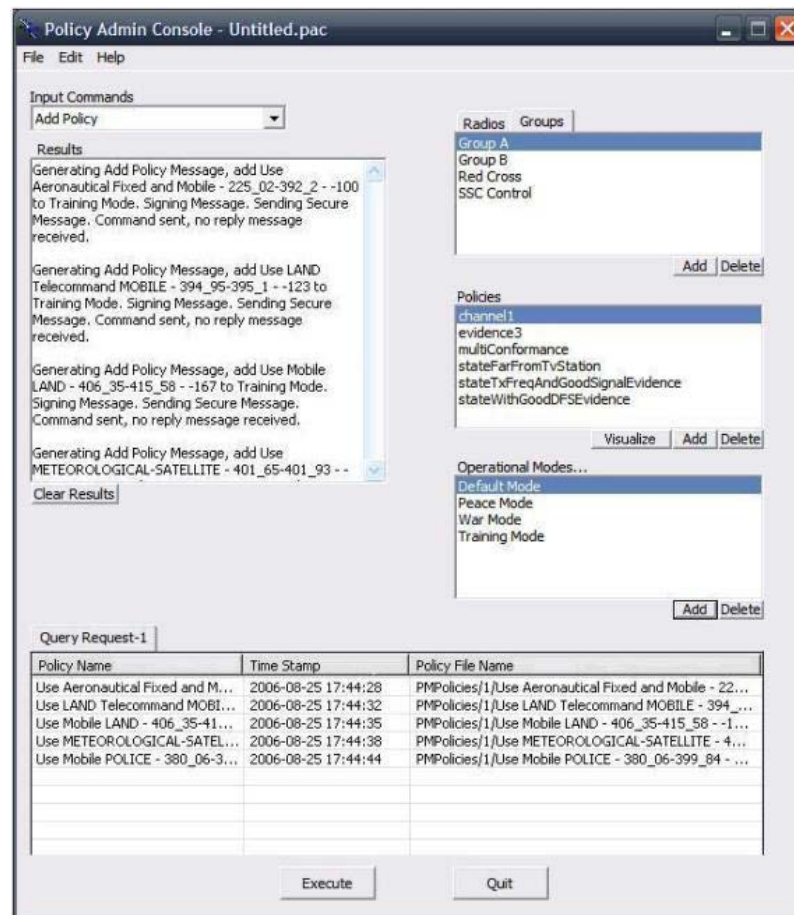 Policy Admin Console - Untitled.pac
File Edit Help
Input Commands
Add Policy
Results
Generating Add Policy Message, add Use
Aeronautical Fixed and Mobile - 225_02-392_2 - -100
to Training Mode. Signing Message. Sending Secure
Message. Command sent, no reply message
received.
Generating Add Policy Message, add Use LAND
Telecommand MOBILE - 394_95-395_1 - -123 to
Training Mode. Signing Message. Sending Secure
Message. Command sent, no reply message
received.
Generating Add Policy Message, add Use Mobile
LAND - 406_35-415_58 - -167 to Training Mode.
Signing Message. Sending Secure Message.
Command sent, no reply message received.
Generating Add Policy Message, add Use
METEOROLOGICAL-SATELLITE - 401_65-401_93 - -
Clear Results
Radios Groups
Group A
Group B
Red Cross
SSC Control
Add Delete
Policies
channel1
evidence3
multiConformance
stateFarFromTvStation
stateTxFreqAndGoodSignalEvidence
stateWithGoodDFSEvidence
Visualize Add Delete
Operational Modes...
Default Mode
Peace Mode
War Mode
Training Mode
Add Delete
Query Request-1
Policy Name Time Stamp Policy File Name
Use Aeronautical Fixed and M... 2006-08-25 17:44:28 PMPolicies/1/Use Aeronautical Fixed and Mobile - 22...
Use LAND Telecommand MOBI... 2006-08-25 17:44:32 PMPolicies/1/Use LAND Telecommand MOBILE - 394_...
Use Mobile LAND - 406_35-41... 2006-08-25 17:44:35 PMPolicies/1/Use Mobile LAND - 406_35-415_58 - -1...
Use METEOROLOGICAL-SATEL... 2006-08-25 17:44:38 PMPolicies/1/Use METEOROLOGICAL-SATELLITE - 4...
Use Mobile POLICE - 380_06-3... 2006-08-25 17:44:44 PMPolicies/1/Use Mobile POLICE - 380_06-399_84 - ...
Execute Quit